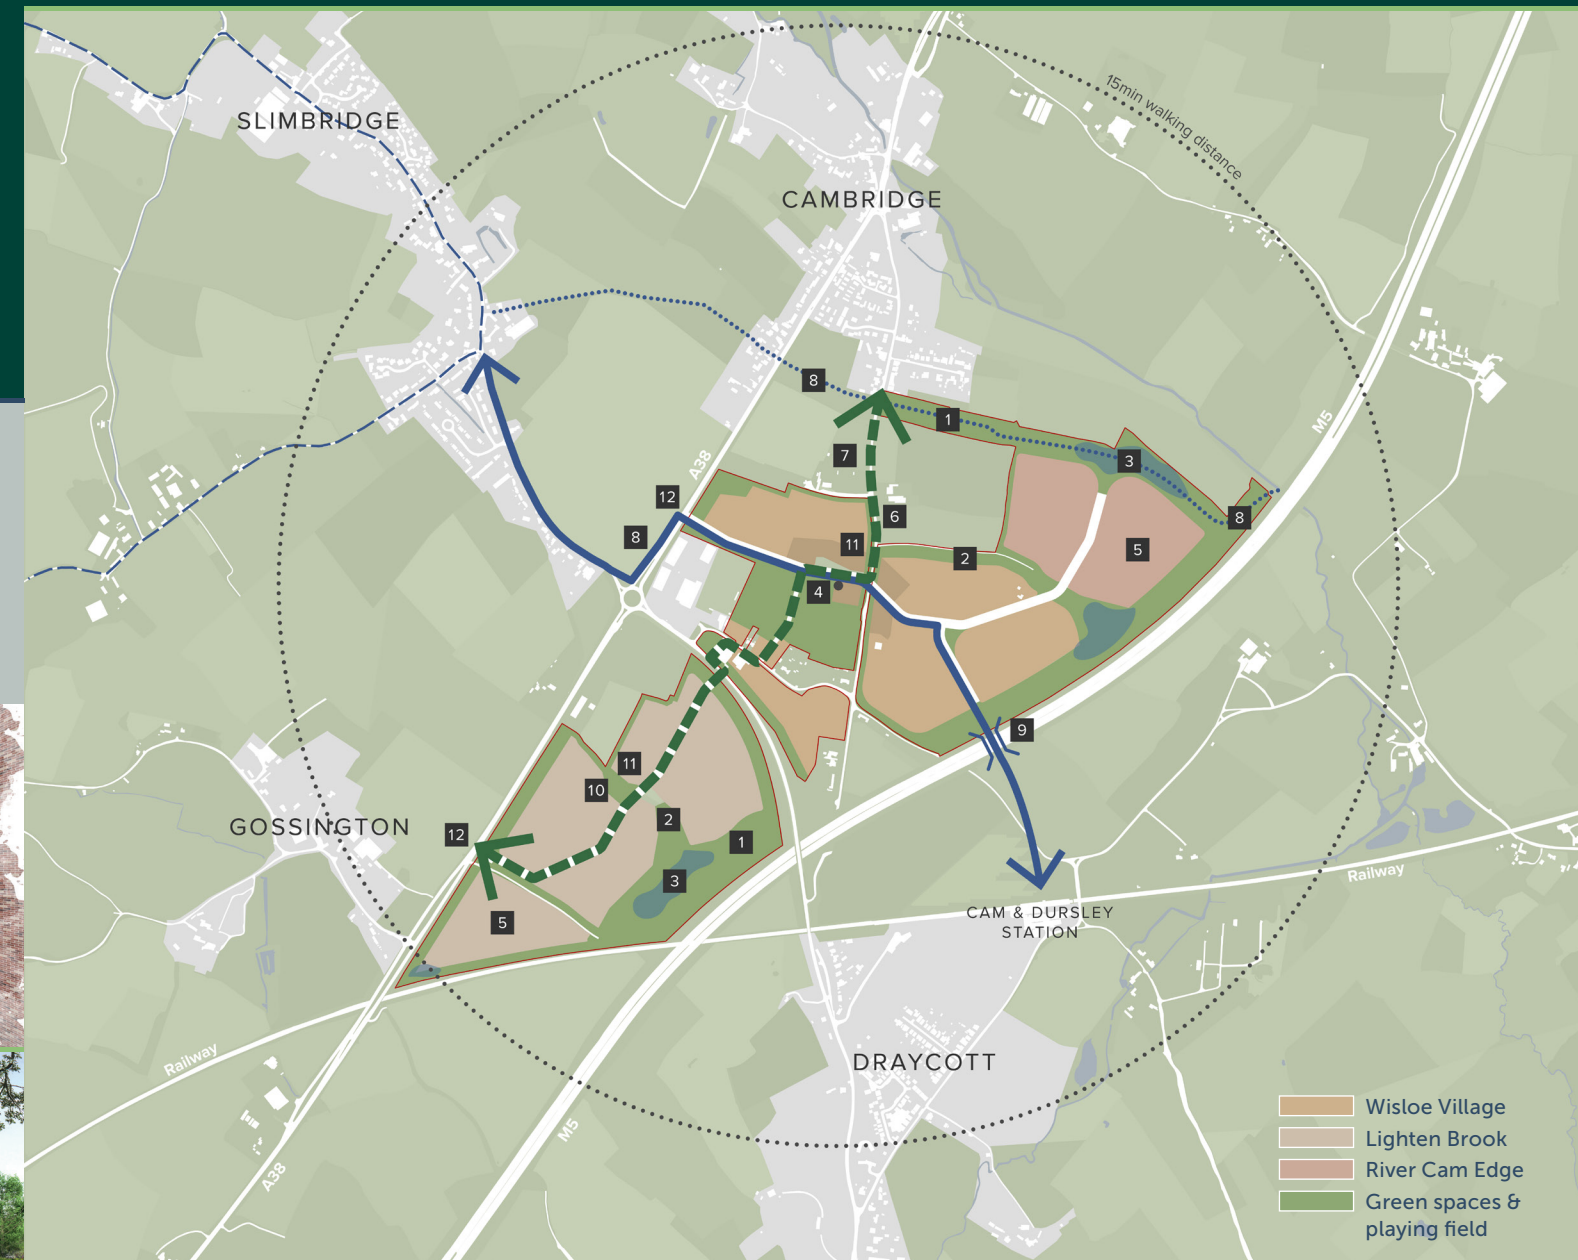 15min walking distance
SLIMBRIDGE
CAMBRIDGE
8
1
M5
7
A38
3
12
6
8
8
11
2
5
4
9
11
10
GOSSINGTON
12
2
1
3
5
Railway
CAM & DURSLEY
STATION
Railway
DRAYCOTT
M5
A38
Wisloe Village
Lighten Brook
River Cam Edge
Green spaces &
playing field